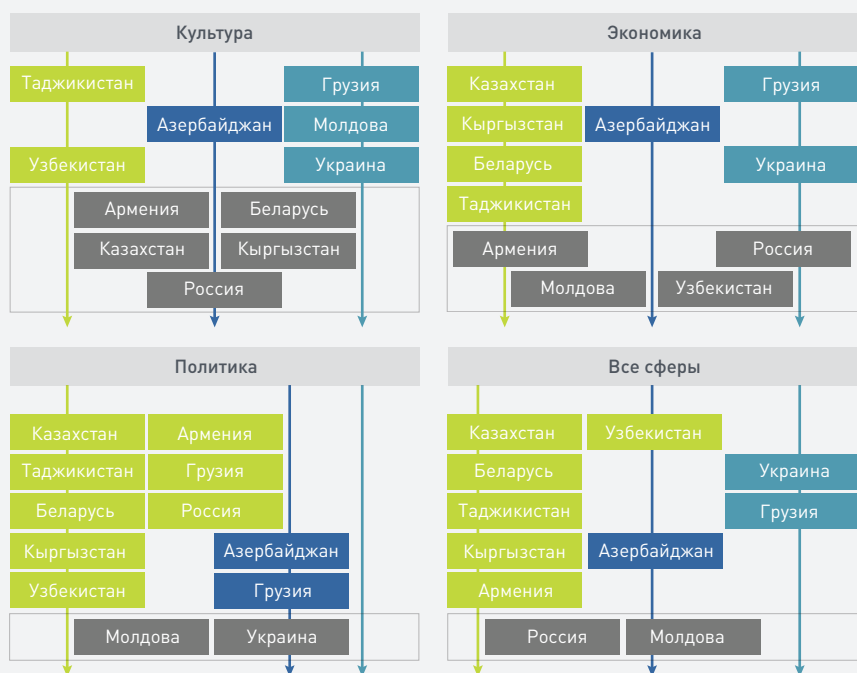 Культура
Таджикистан Грузия
Азербайджан Молдова
Узбекистан Украина
Армения Беларусь
Казахстан Кыргызстан
Россия
Экономика
Казахстан Грузия
Кыргызстан Азербайджан
Беларусь Украина
Таджикистан
Армения Россия
Молдова Узбекистан
Политика
Казахстан Армения
Таджикистан Грузия
Беларусь Россия
Кыргызстан Азербайджан
Узбекистан Грузия
Молдова Украина
Все сферы
Казахстан Узбекистан
Беларусь Украина
Таджикистан Грузия
Кыргызстан Азербайджан
Армения
Россия Молдова